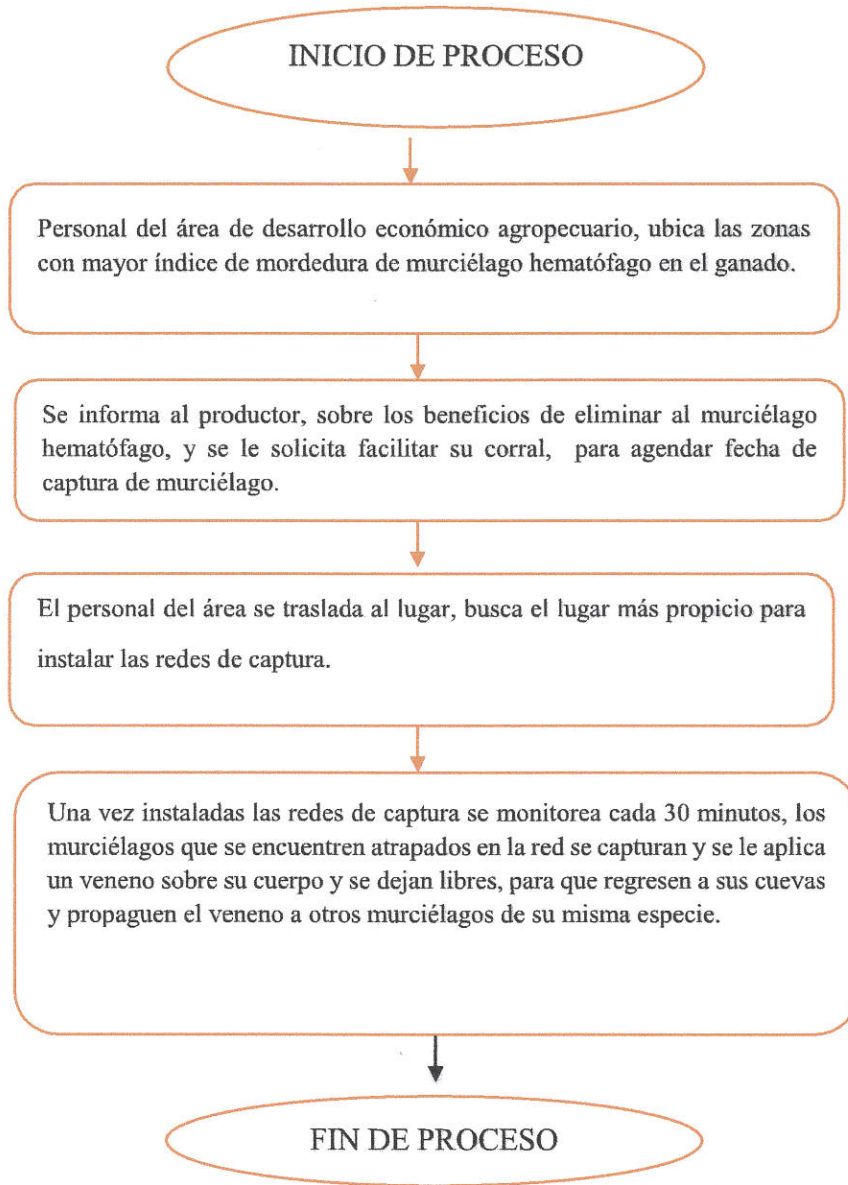 INICIO DE PROCESO
Personal del área de desarrollo económico agropecuario, ubica las zonas
con mayor índice de mordedura de murciélago hematófago en el ganado.
Se informa al productor, sobre los beneficios de eliminar al murciélago
hematófago, y se le solicita facilitar su corral, para agendar fecha de
captura de murciélago.
El personal del área se traslada al lugar, busca el lugar más propicio para
instalar las redes de captura.
Una vez instaladas las redes de captura se monitorea cada 30 minutos, los
murciélagos que se encuentren atrapados en la red se capturan y se le aplica
un veneno sobre su cuerpo y se dejan libres, para que regresen a sus cuevas
y propaguen el veneno a otros murciélagos de su misma especie.
FIN DE PROCESO